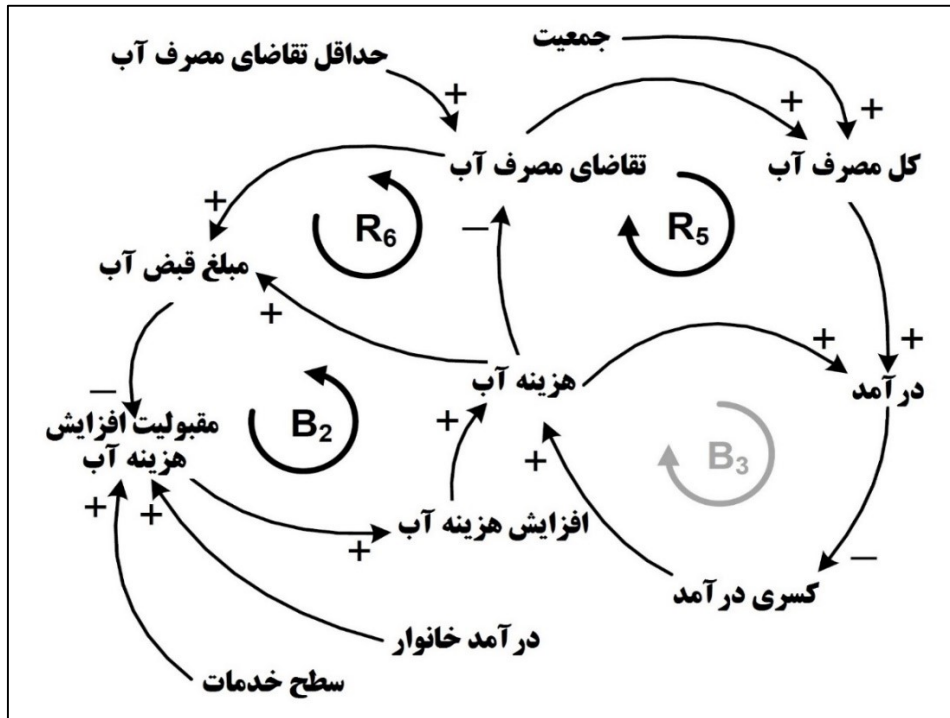 جمعیت
حداقل تقاضای مصرف آب
+
+
+
تقاضای مصرف آب
کل مصرف آب
+
R6
–
R5
مبلغ قبض آب
+
+
+
هزینه آب
درآمد
–
مقبولیت افزایش
هزینه آب
B2
+
+
B3
+
+
+
افزایش هزینه آب
–
کسری درآمد
درآمد خانوار
سطح خدمات